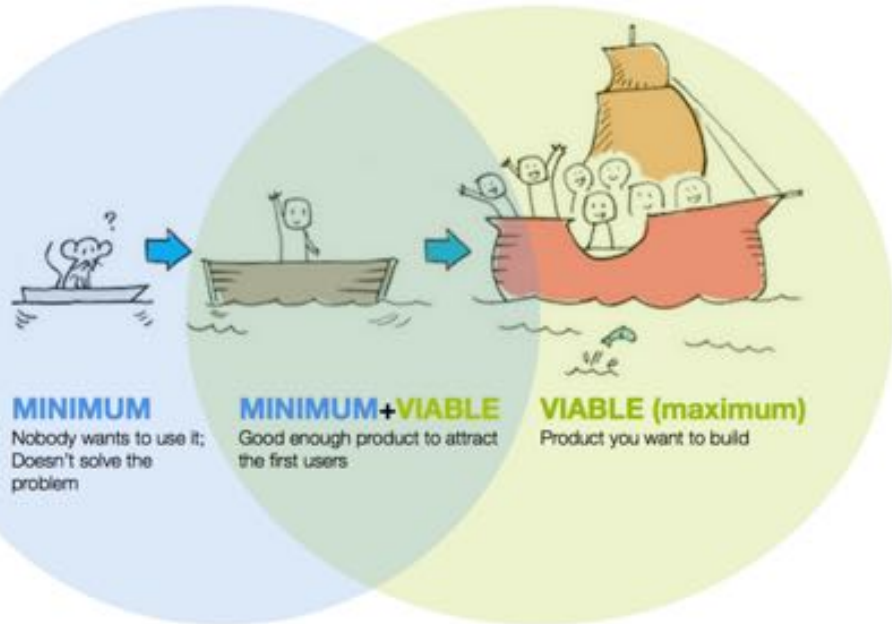 ?
MINIMUM
Nobody wants to use it;
Doesn't solve the
problem
MINIMUM+VIABLE
Good enough product to attract
the first users
VIABLE (maximum)
Product you want to build